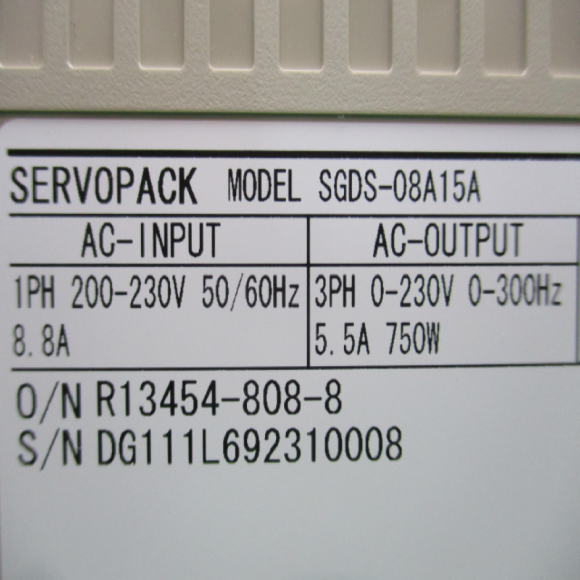 SERVOPACK MODEL SGDS-08A15A
AC-INPUT AC-OUTPUT
1PH 200-230V 50/60Hz 3PH 0-230V 0-300Hz
8.8A 5.5A 750W
O/N R13454-808-8
S/N DG111L692310008